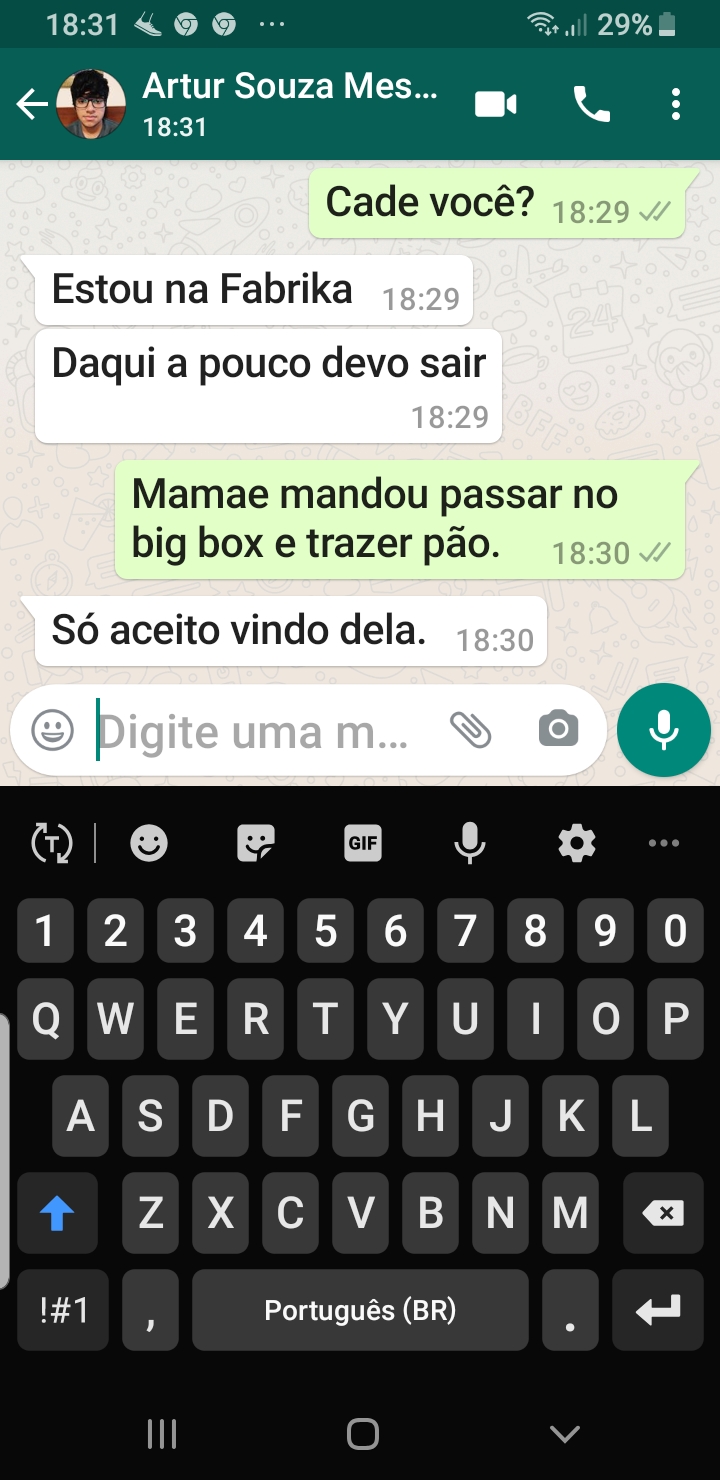 18:31 29%
Artur Souza Mes...
18:31
Cade você? 18:29
Estou na Fabrika 18:29
Daqui a pouco devo sair
18:29
Mamae mandou passar no
big box e trazer pão. 18:30
Só aceito vindo dela. 18:30
Digite uma m...
T GIF
1 2 3 4 5 6 7 8 9 0
Q W E R T Y U I O P
A S D F G H J K L
Z X C V B N M
!#1 , Português (BR) .